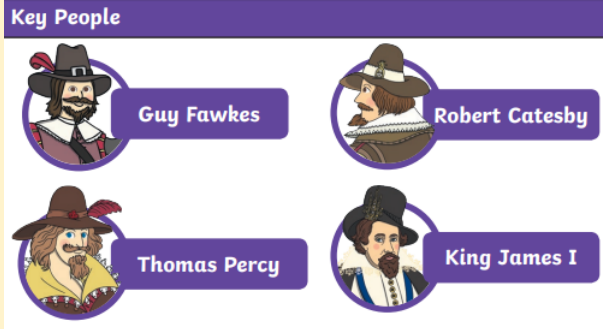 Key People
Guy Fawkes
Robert Catesby
Thomas Percy
King James I